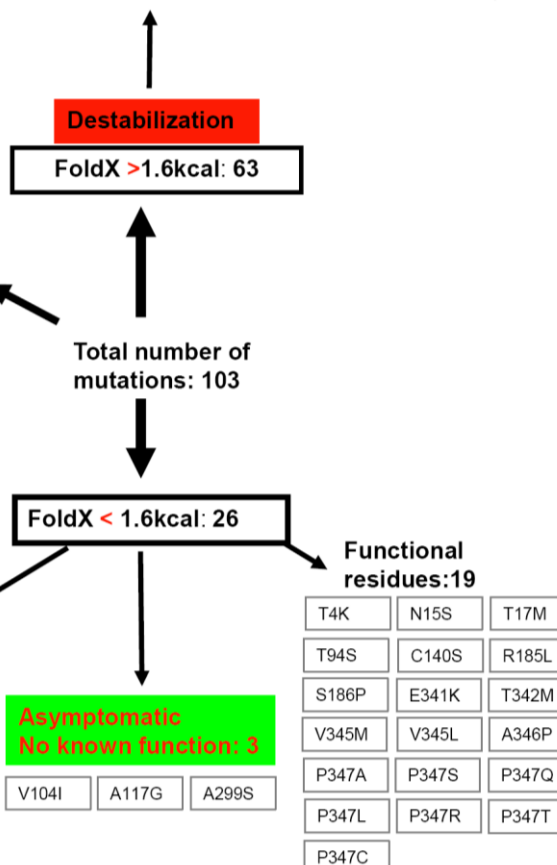 Destabilization
FoldX >1.6kcal: 63
Total number of
mutations: 103
FoldX < 1.6kcal: 26
Functional
residues:19
T4K N15S T17M
T94S C140S R185L
S186P E341K T342M
V345M V345L A346P
P347A P347S P347Q
P347L P347R P347T
P347C
Asymptomatic
No known function: 3
V104I A117G A299S